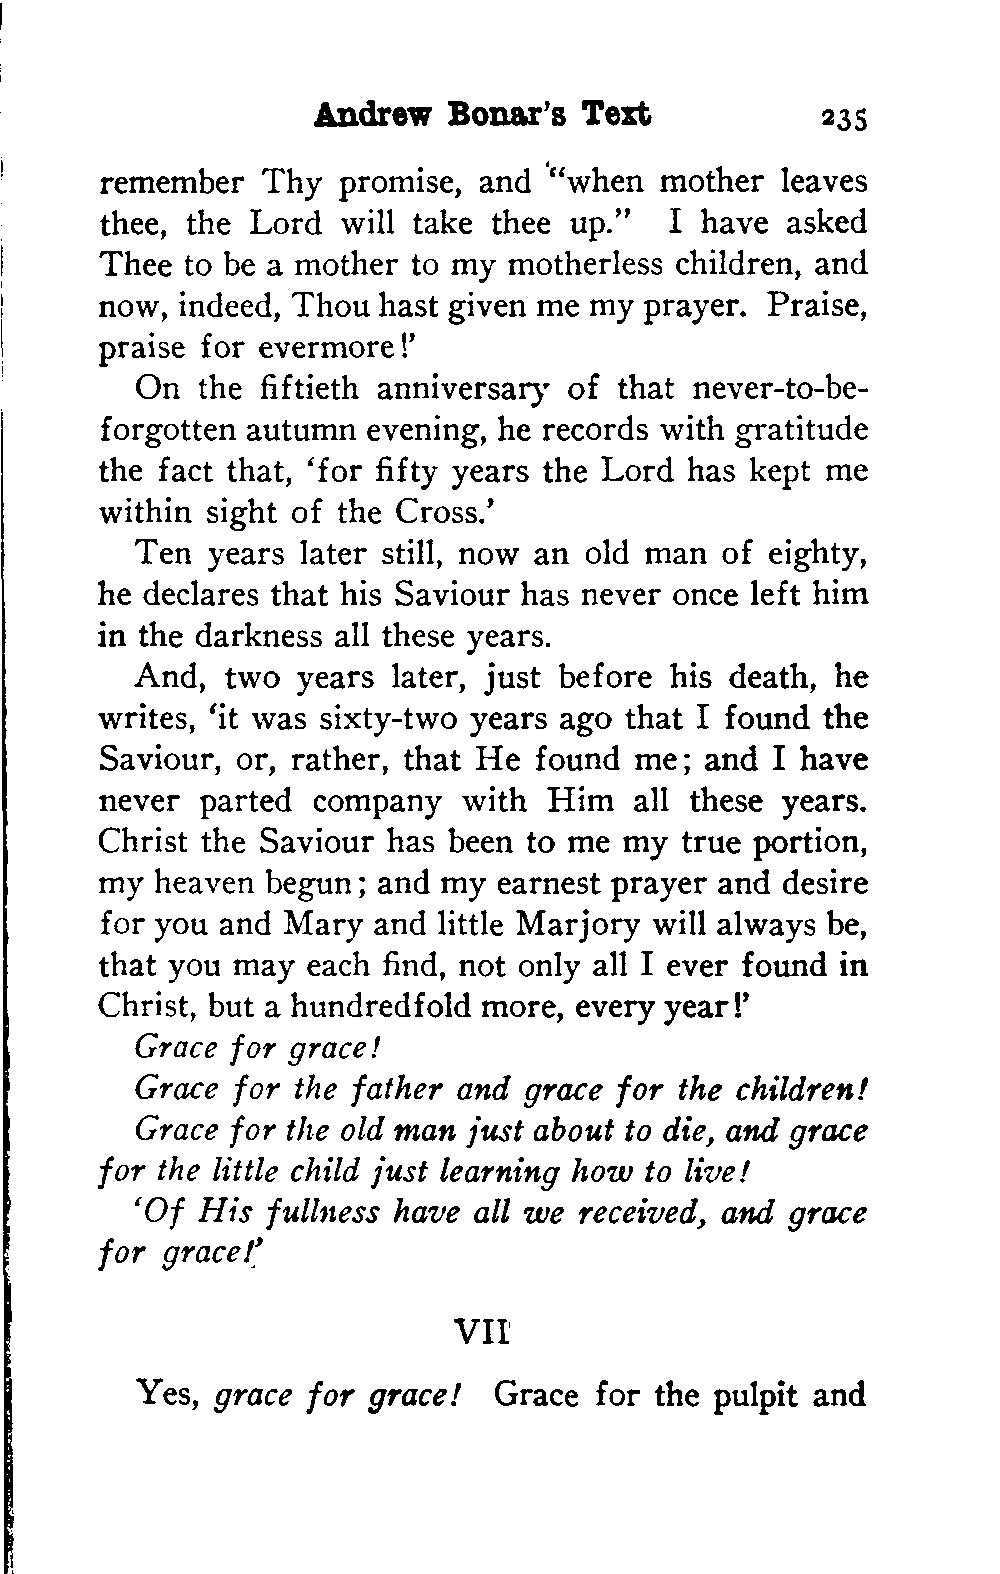 Andrew Bonar's Text 235
remember Thy promise, and "when mother leaves
thee, the Lord will take thee up." I have asked
Thee to be a mother to my motherless children, and
now, indeed, Thou hast given me my prayer. Praise,
praise for evermore!'
On the fiftieth anniversary of that never-to-be-
forgotten autumn evening, he records with gratitude
the fact that, 'for fifty years the Lord has kept me
within sight of the Cross.'
Ten years later still, now an old man of eighty,
he declares that his Saviour has never once left him
in the darkness all these years.
And, two years later, just before his death, he
writes, 'it was sixty-two years ago that I found the
Saviour, or, rather, that He found me; and I have
never parted company with Him all these years.
Christ the Saviour has been to me my true portion,
my heaven begun; and my earnest prayer and desire
for you and Mary and little Marjory will always be,
that you may each find, not only all I ever found in
Christ, but a hundredfold more, every year!'
Grace for grace!
Grace for the father and grace for the children!
Grace for the old man just about to die, and grace
for the little child just learning how to live!
'Of His fullness have all we received, and grace
for grace!'
VII
Yes, grace for grace! Grace for the pulpit and